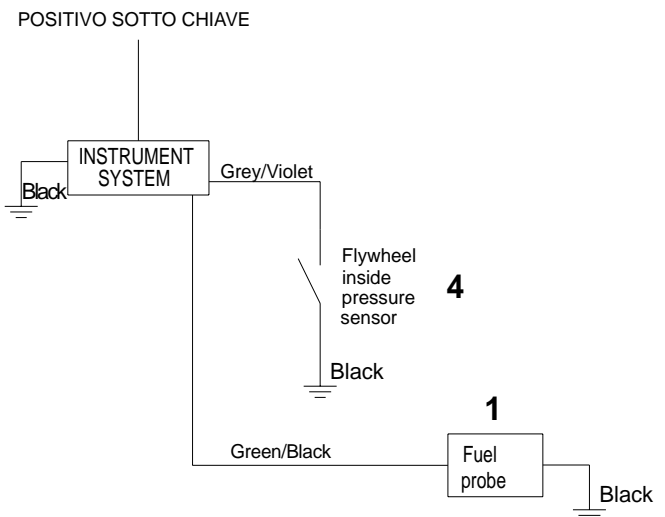 POSITIVO SOTTO CHIAVE
INSTRUMENT
SYSTEM
Black
Grey/Violet
Flywheel
inside
pressure
sensor
4
Black
1
Green/Black
Fuel
probe
Black